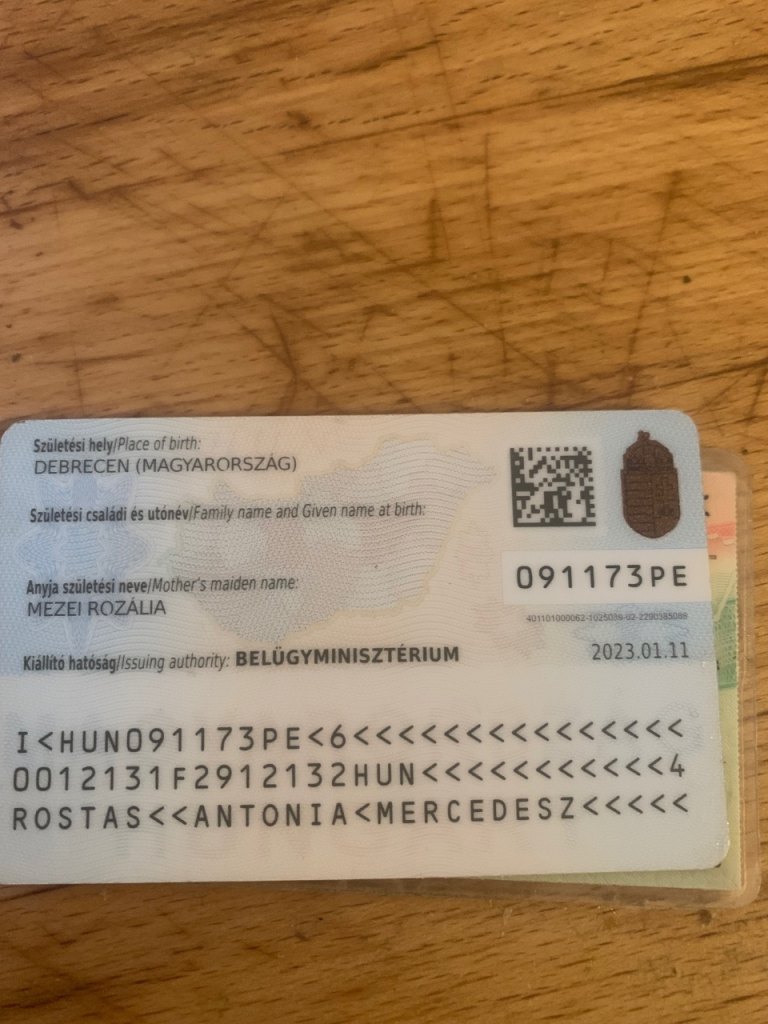 Születési hely/Place of birth:
DEBRECEN (MAGYARORSZÁG)
Születési családi és utónév/Family name and Given name at birth:
Anyja születési neve/Mother's maiden name:
MEZEI ROZÁLIA
091173PE
Kiállító hatóság/Issuing authority: BELÜGYMINISZTÉRIUM
2023.01.11
I<HUN091173PE<6<<<<<<<<<<<<<<<
0012131F2912132HUN<<<<<<<<<<<4
ROSTAS<<ANTONIA<MERCEDESZ<<<<<